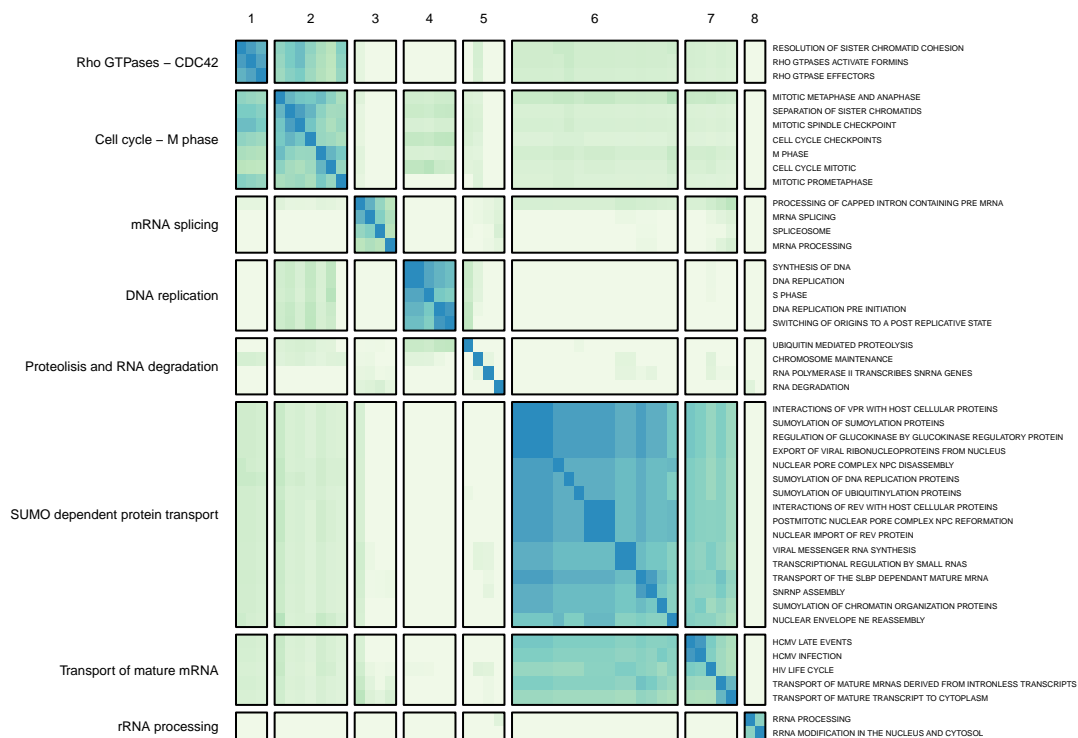 1 2 3 4 5 6 7 8
Rho GTPases – CDC42
RESOLUTION OF SISTER CHROMATID COHESION
RHO GTPASES ACTIVATE FORMINS
RHO GTPASE EFFECTORS
Cell cycle – M phase
MITOTIC METAPHASE AND ANAPHASE
SEPARATION OF SISTER CHROMATIDS
MITOTIC SPINDLE CHECKPOINT
CELL CYCLE CHECKPOINTS
M PHASE
CELL CYCLE MITOTIC
MITOTIC PROMETAPHASE
mRNA splicing
PROCESSING OF CAPPED INTRON CONTAINING PRE MRNA
MRNA SPLICING
SPLICEOSOME
MRNA PROCESSING
DNA replication
SYNTHESIS OF DNA
DNA REPLICATION
S PHASE
DNA REPLICATION PRE INITIATION
SWITCHING OF ORIGINS TO A POST REPLICATIVE STATE
Proteolisis and RNA degradation
UBIQUITIN MEDIATED PROTEOLYSIS
CHROMOSOME MAINTENANCE
RNA POLYMERASE II TRANSCRIBES SNRNA GENES
RNA DEGRADATION
SUMO dependent protein transport
INTERACTIONS OF VPR WITH HOST CELLULAR PROTEINS
SUMOYLATION OF SUMOYLATION PROTEINS
REGULATION OF GLUCOKINASE BY GLUCOKINASE REGULATORY PROTEIN
EXPORT OF VIRAL RIBONUCLEOPROTEINS FROM NUCLEUS
NUCLEAR PORE COMPLEX NPC DISASSEMBLY
SUMOYLATION OF DNA REPLICATION PROTEINS
SUMOYLATION OF UBIQUITINYLATION PROTEINS
INTERACTIONS OF REV WITH HOST CELLULAR PROTEINS
POSTMITOTIC NUCLEAR PORE COMPLEX NPC REFORMATION
NUCLEAR IMPORT OF REV PROTEIN
VIRAL MESSENGER RNA SYNTHESIS
TRANSCRIPTIONAL REGULATION BY SMALL RNAS
TRANSPORT OF THE SLBP DEPENDANT MATURE MRNA
SNRNP ASSEMBLY
SUMOYLATION OF CHROMATIN ORGANIZATION PROTEINS
NUCLEAR ENVELOPE NE REASSEMBLY
Transport of mature mRNA
HCMV LATE EVENTS
HCMV INFECTION
HIV LIFE CYCLE
TRANSPORT OF MATURE MRNAS DERIVED FROM INTRONLESS TRANSCRIPTS
TRANSPORT OF MATURE TRANSCRIPT TO CYTOPLASM
rRNA processing
RRNA PROCESSING
RRNA MODIFICATION IN THE NUCLEUS AND CYTOSOL